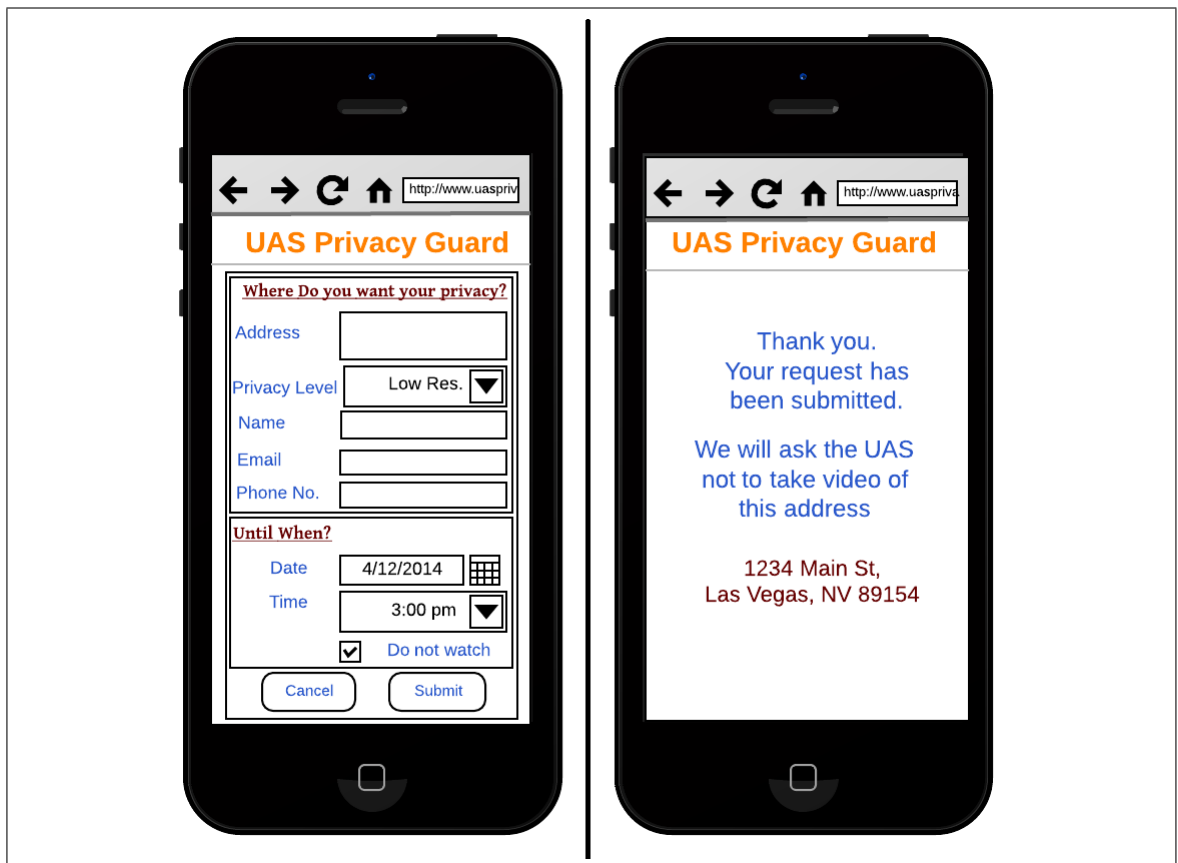 http://www.uaspriv
UAS Privacy Guard
Where Do you want your privacy?
Address
Privacy Level
Low Res.
Name
Email
Phone No.
Until When?
Date
4/12/2014
Time
3:00 pm
Do not watch
Cancel
Submit
http://www.uaspriva
UAS Privacy Guard
Thank you.
Your request has
been submitted.
We will ask the UAS
not to take video of
this address
1234 Main St,
Las Vegas, NV 89154